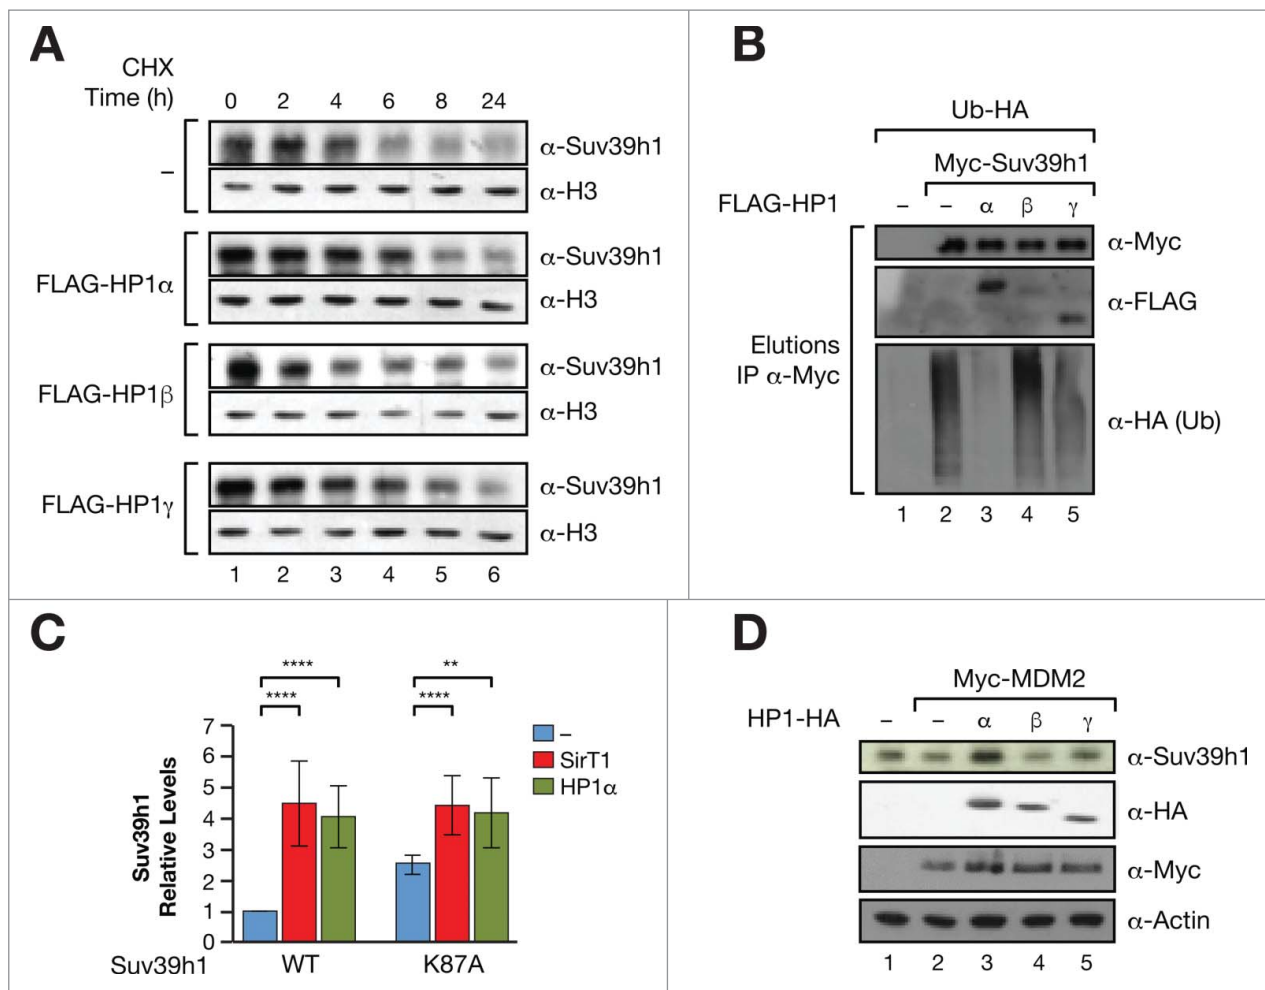 A
CHX
Time (h) 0 2 4 6 8 24
– α-Suv39h1
α-H3
FLAG-HP1α α-Suv39h1
α-H3
FLAG-HP1β α-Suv39h1
α-H3
FLAG-HP1γ α-Suv39h1
α-H3
1 2 3 4 5 6
B
Ub-HA
Myc-Suv39h1
FLAG-HP1 – – α β γ
α-Myc
α-FLAG
Elutions
IP α-Myc
α-HA (Ub)
1 2 3 4 5
C
**** **
**** ****
7
6
5
4
3
2
1
0
Suv39h1
Relative Levels
–
SirT1
HP1α
Suv39h1 WT K87A
D
Myc-MDM2
HP1-HA – – α β γ
α-Suv39h1
α-HA
α-Myc
α-Actin
1 2 3 4 5